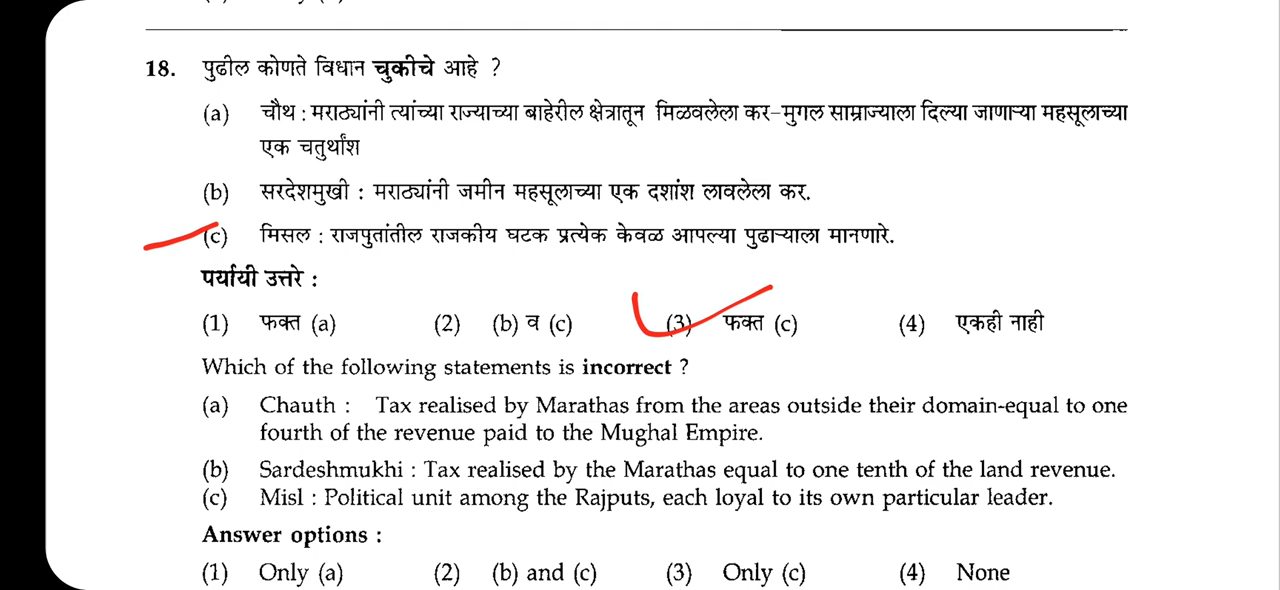 18. पुढील कोणते विधान चुकीचे आहे ?
(a) चौथ : मराठ्यांनी त्यांच्या राज्याच्या बाहेरील क्षेत्रातून मिळवलेला कर-मुगल साम्राज्याला दिल्या जाणाऱ्या महसूलाच्या
एक चतुर्थांश
(b) सरदेशमुखी : मराठ्यांनी जमीन महसूलाच्या एक दशांश लावलेला कर.
(c) मिसल : राजपुतांतील राजकीय घटक प्रत्येक केवळ आपल्या पुढाऱ्याला मानणारे.
पर्यायी उत्तरे :
(1) फक्त (a) (2) (b) व (c) (3) फक्त (c) (4) एकही नाही
Which of the following statements is incorrect ?
(a) Chauth : Tax realised by Marathas from the areas outside their domain-equal to one
fourth of the revenue paid to the Mughal Empire.
(b) Sardeshmukhi : Tax realised by the Marathas equal to one tenth of the land revenue.
(c) Misl : Political unit among the Rajputs, each loyal to its own particular leader.
Answer options :
(1) Only (a) (2) (b) and (c) (3) Only (c) (4) None